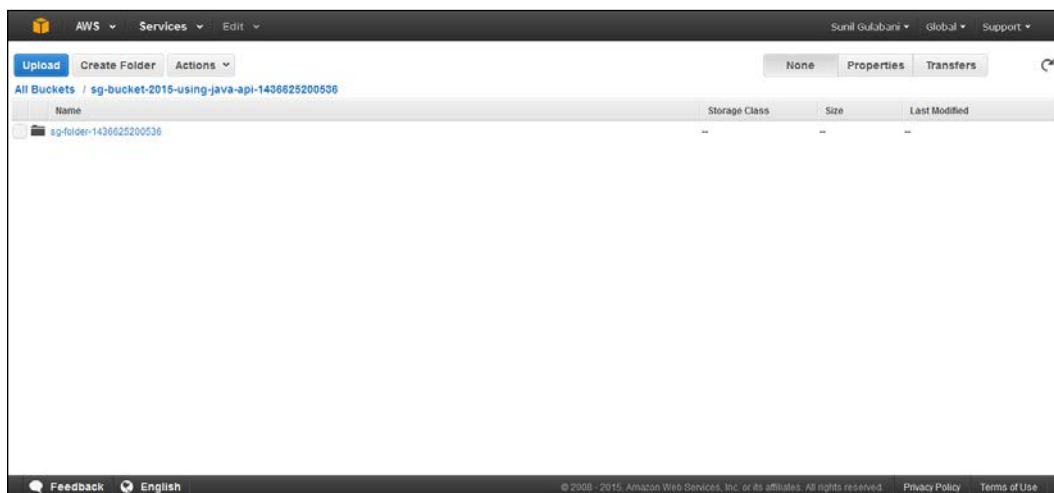 AWS Services Edit Sunil Gulabani Global Support
Upload Create Folder Actions None Properties Transfers
All Buckets / sg-bucket-2015-using-java-api-1436625200536
Name Storage Class Size Last Modified
sg-folder-1436625200536 -- -- --
Feedback English © 2008 - 2015, Amazon Web Services, Inc. or its affiliates. All rights reserved. Privacy Policy Terms of Use